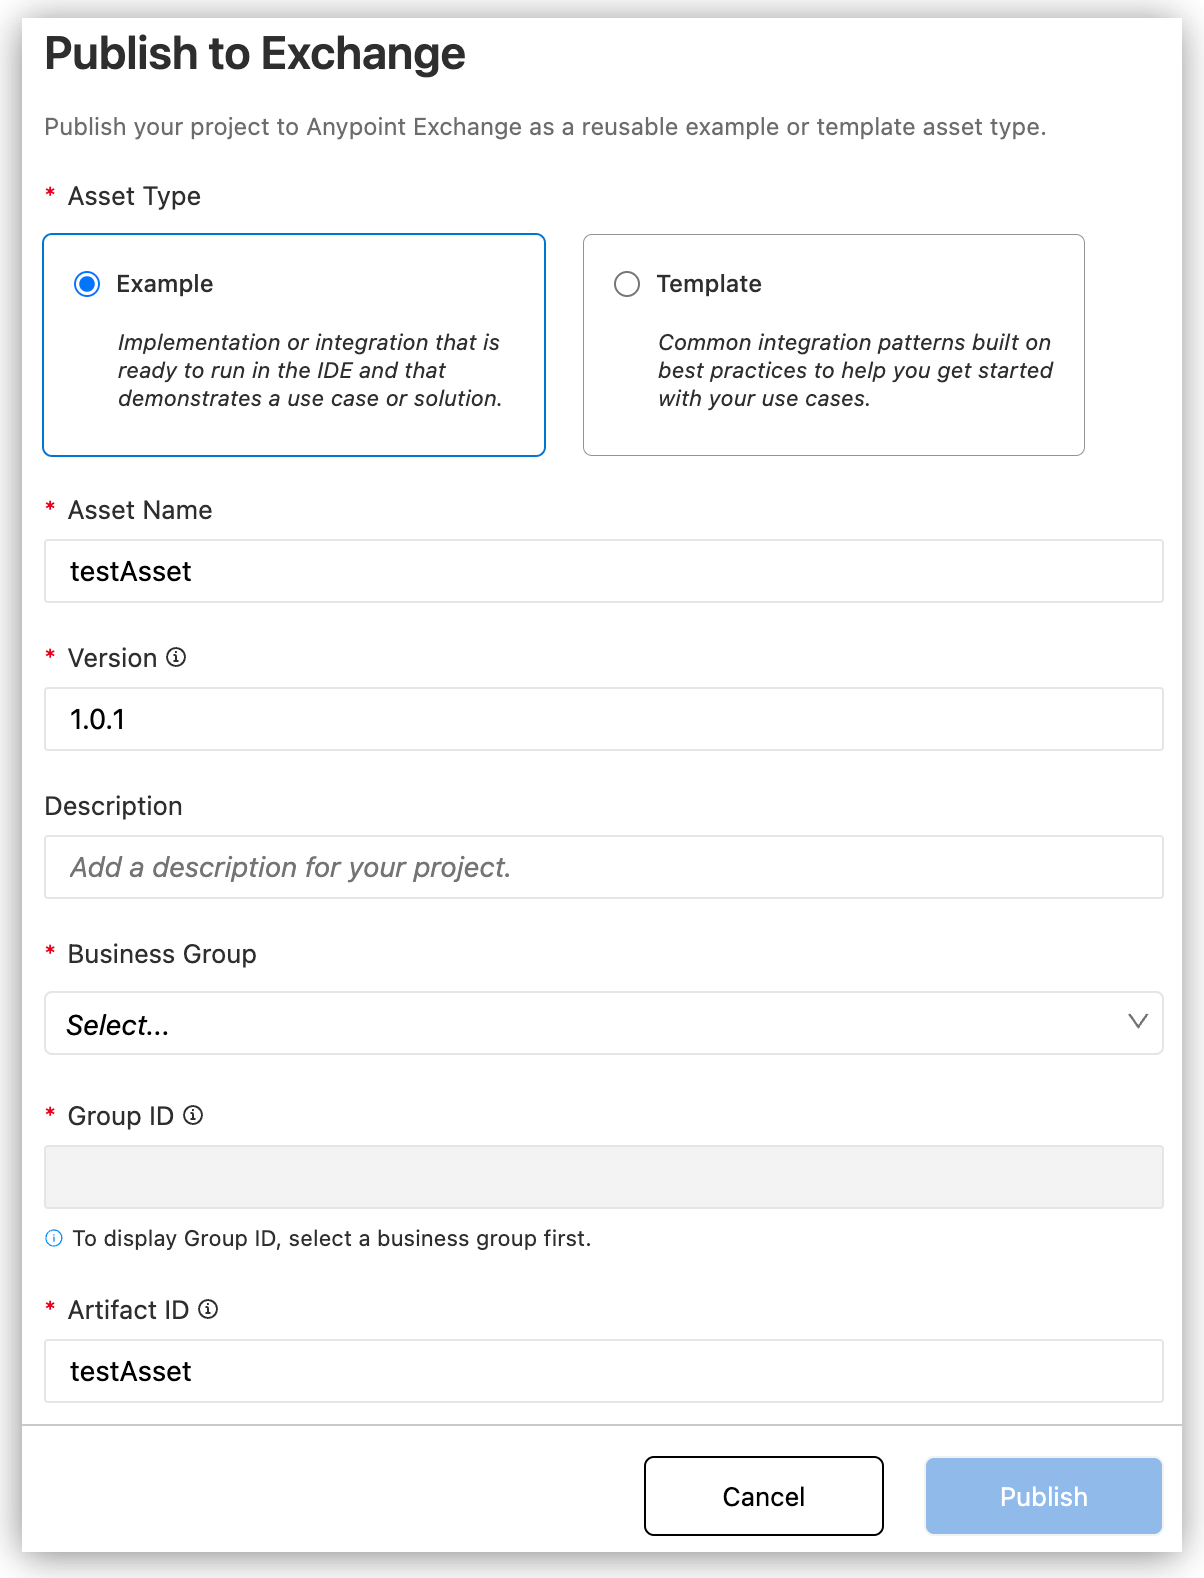 Publish to Exchange
Publish your project to Anypoint Exchange as a reusable example or template asset type.
* Asset Type
Example
Implementation or integration that is
ready to run in the IDE and that
demonstrates a use case or solution.
Template
Common integration patterns built on
best practices to help you get started
with your use cases.
* Asset Name
testAsset
* Version
1.0.1
Description
Add a description for your project.
* Business Group
Select...
* Group ID
To display Group ID, select a business group first.
* Artifact ID
testAsset
Cancel
Publish